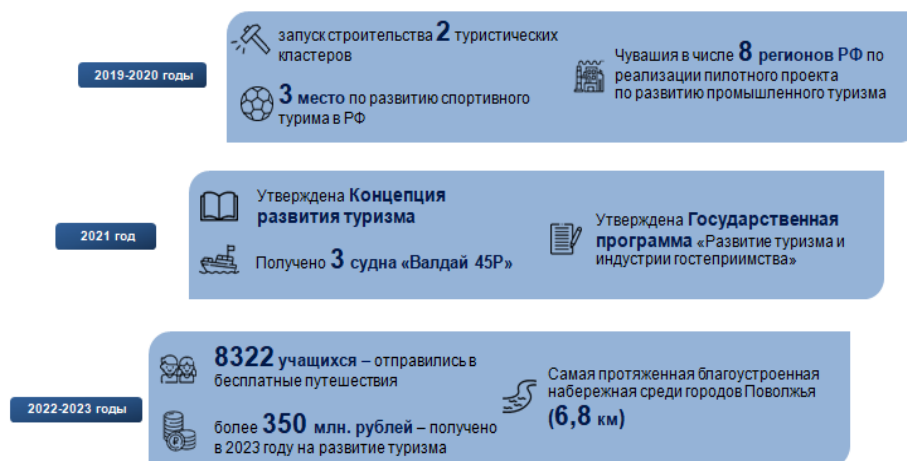 2019-2020 годы
запуск строительства 2 туристических
кластеров
3 место по развитию спортивного
турима в РФ
Чувашия в числе 8 регионов РФ по
реализации пилотного проекта
по развитию промышленного туризма
2021 год
Утверждена Концепция
развития туризма
Получено 3 судна «Валдай 45Р»
Утверждена Государственная
программа «Развитие туризма и
индустрии гостеприимства»
2022-2023 годы
8322 учащихся – отправились в
бесплатные путешествия
более 350 млн. рублей – получено
в 2023 году на развитие туризма
Самая протяженная благоустроенная
набережная среди городов Поволжья
(6,8 км)